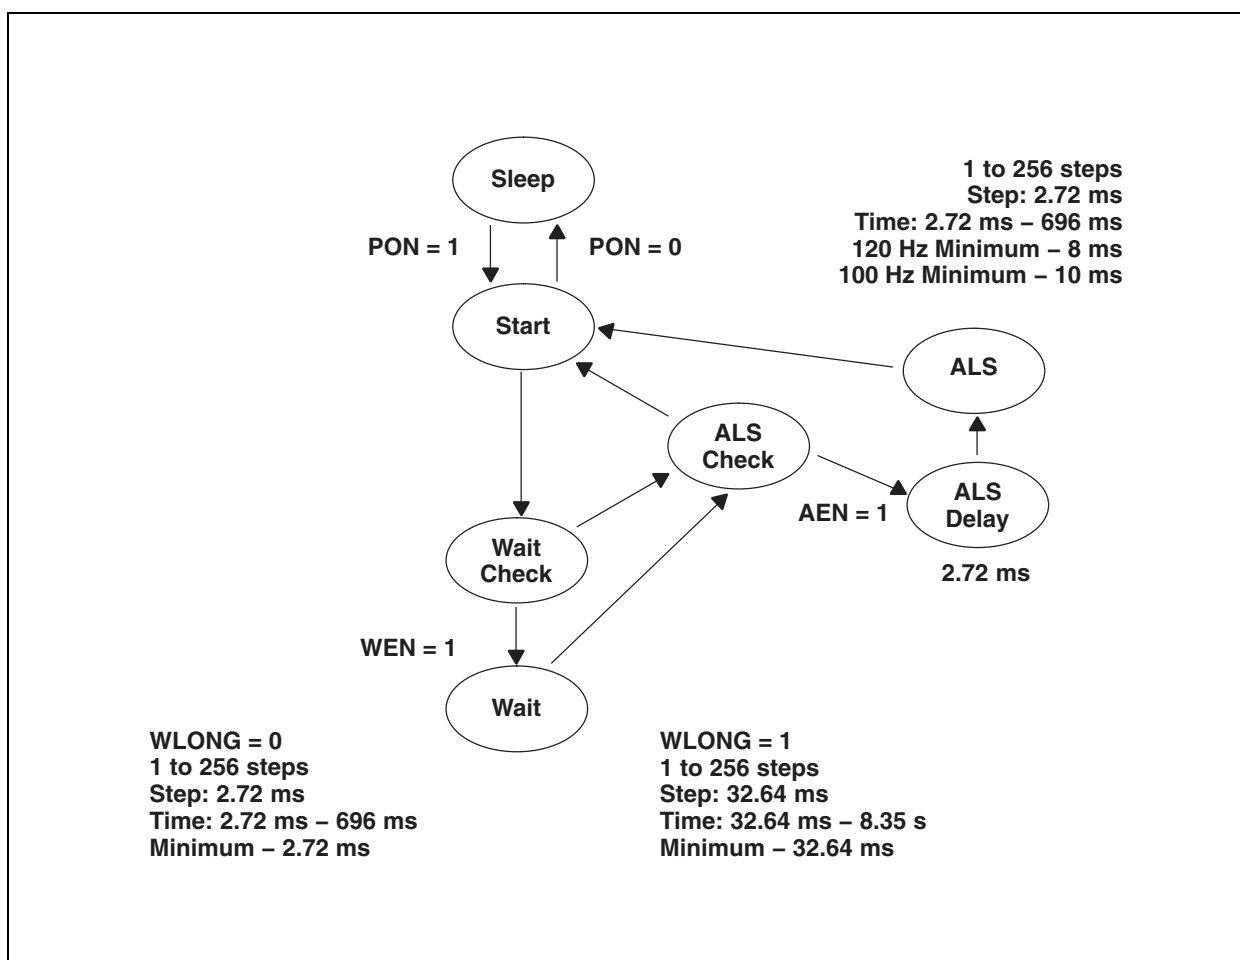 Sleep
1 to 256 steps
Step: 2.72 ms
Time: 2.72 ms – 696 ms
120 Hz Minimum – 8 ms
100 Hz Minimum – 10 ms
PON = 1
PON = 0
Start
ALS
ALS
Check
ALS
Delay
AEN = 1
2.72 ms
Wait
Check
WEN = 1
Wait
WLONG = 0
1 to 256 steps
Step: 2.72 ms
Time: 2.72 ms – 696 ms
Minimum – 2.72 ms
WLONG = 1
1 to 256 steps
Step: 32.64 ms
Time: 32.64 ms – 8.35 s
Minimum – 32.64 ms